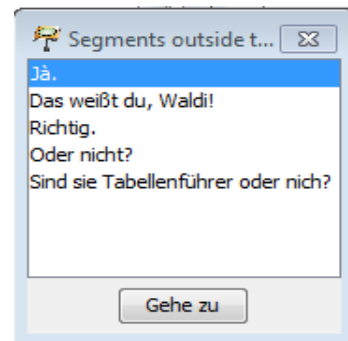 Segments outside t...
Jà.
Das weißt du, Waldi!
Richtig.
Oder nicht?
Sind sie Tabellenführer oder nich?
Gehe zu